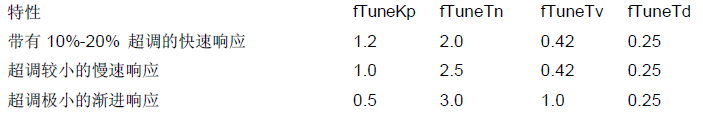 特性 fTuneKp fTuneTn fTuneTv fTuneTd
带有 10%-20% 超调的快速响应 1.2 2.0 0.42 0.25
超调较小的慢速响应 1.0 2.5 0.42 0.25
超调极小的渐进响应 0.5 3.0 1.0 0.25